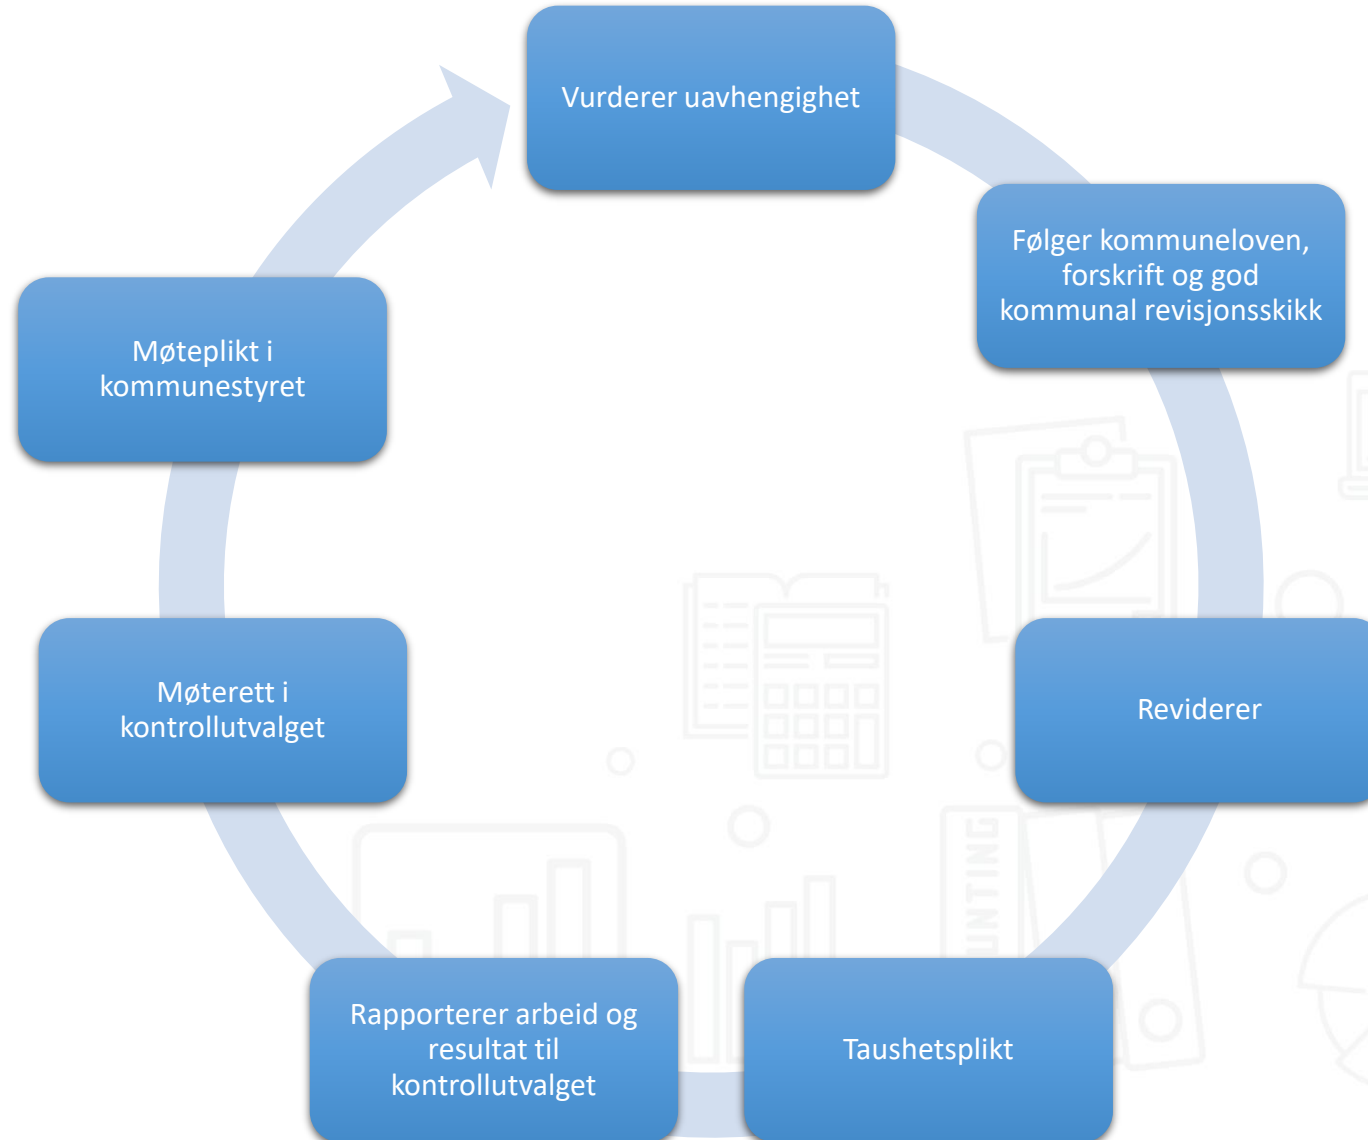 Vurderer uavhengighet
Følger kommuneloven,
forskrift og god
kommunal revisjonsskikk
Reviderer
Taushetsplikt
Rapporterer arbeid og
resultat til
kontrollutvalget
Møterett i
kontrollutvalget
Møteplikt i
kommunestyret
UNTING